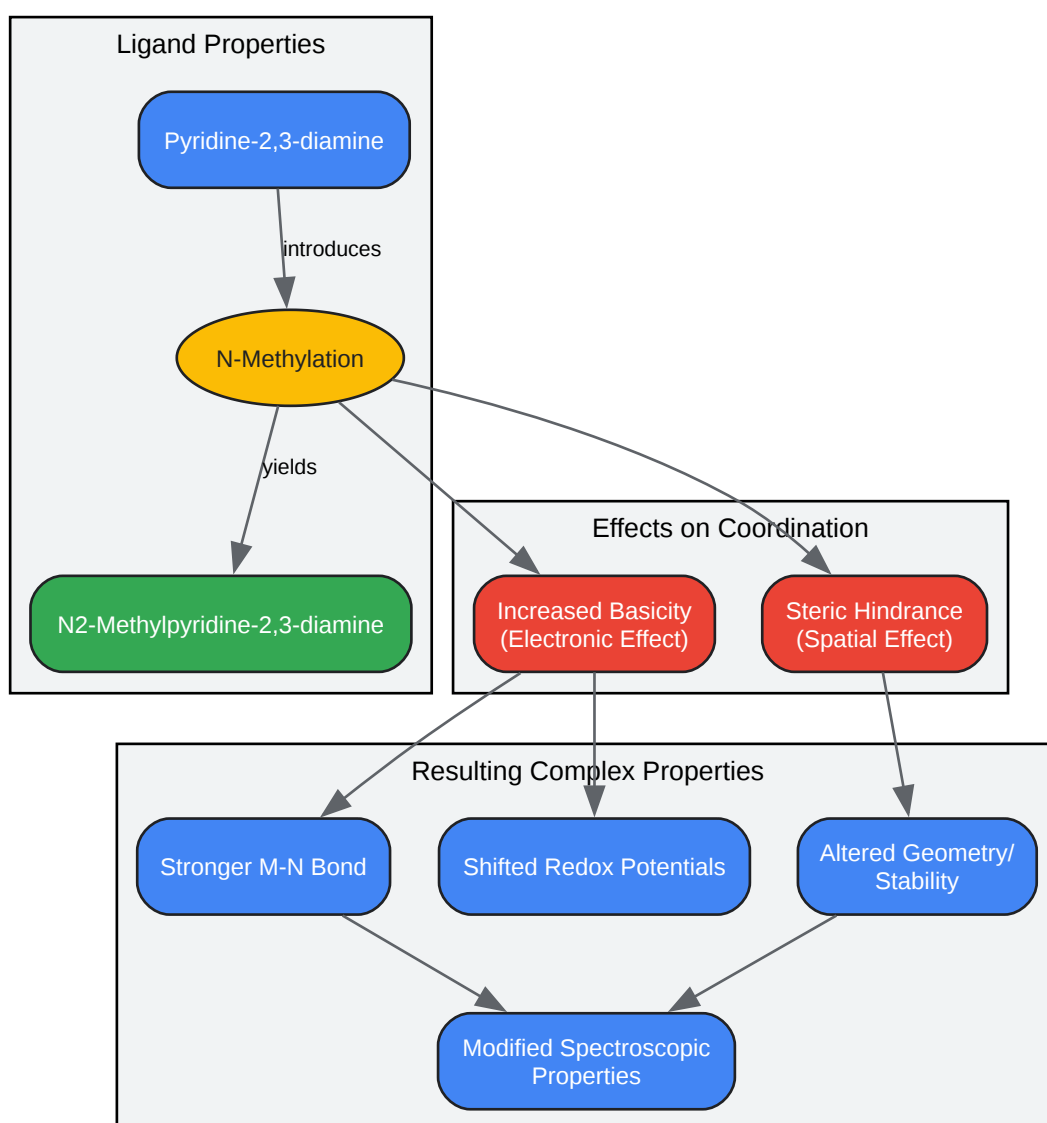 Ligand Properties
Pyridine-2,3-diamine
introduces
N-Methylation
yields
N2-Methylpyridine-2,3-diamine
Effects on Coordination
Increased Basicity
(Electronic Effect)
Steric Hindrance
(Spatial Effect)
Resulting Complex Properties
Stronger M-N Bond
Shifted Redox Potentials
Altered Geometry/
Stability
Modified Spectroscopic
Properties